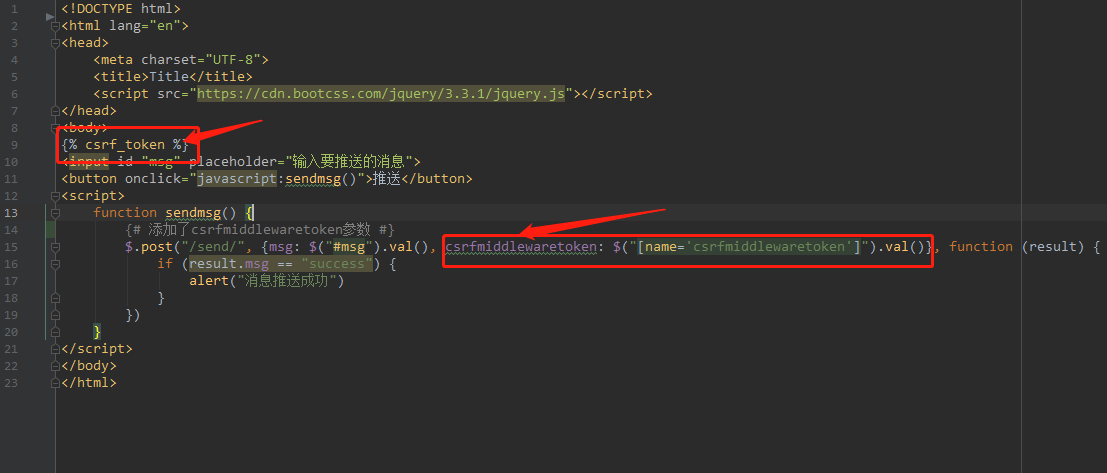 1 <!DOCTYPE html>
2 <html lang="en">
3 <head>
4 <meta charset="UTF-8">
5 <title>Title</title>
6 <script src="https://cdn.bootcss.com/jquery/3.3.1/jquery.js"></script>
7 </head>
8 <body>
9 {% csrf_token %}
10 <input id="msg" placeholder="输入要推送的消息">
11 <button onclick="javascript:sendmsg()">推送</button>
12 <script>
13 function sendmsg() {
14 {# 添加了csrfmiddlewaretoken参数 #}
15 $.post("/send/", {msg: $("#msg").val(), csrfmiddlewaretoken: $("[name='csrfmiddlewaretoken']").val()}, function (result) {
16 if (result.msg == "success") {
17 alert("消息推送成功")
18 }
19 })
20 }
21 </script>
22 </body>
23 </html>